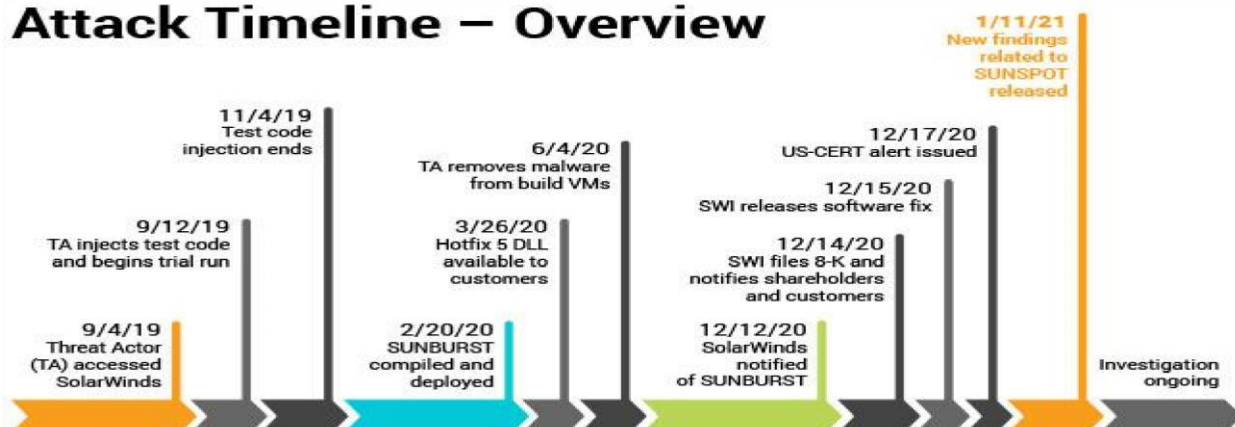 Attack Timeline – Overview
9/4/19
Threat Actor
(TA) accessed
SolarWinds
9/12/19
TA injects test code
and begins trial run
11/4/19
Test code
injection ends
2/20/20
SUNBURST
compiled and
deployed
3/26/20
Hotfix 5 DLL
available to
customers
6/4/20
TA removes malware
from build VMs
12/12/20
SolarWinds
notified
of SUNBURST
12/14/20
SWI files 8-K and
notifies shareholders
and customers
12/15/20
SWI releases software fix
12/17/20
US-CERT alert issued
1/11/21
New findings
related to
SUNSPOT
released
Investigation
ongoing